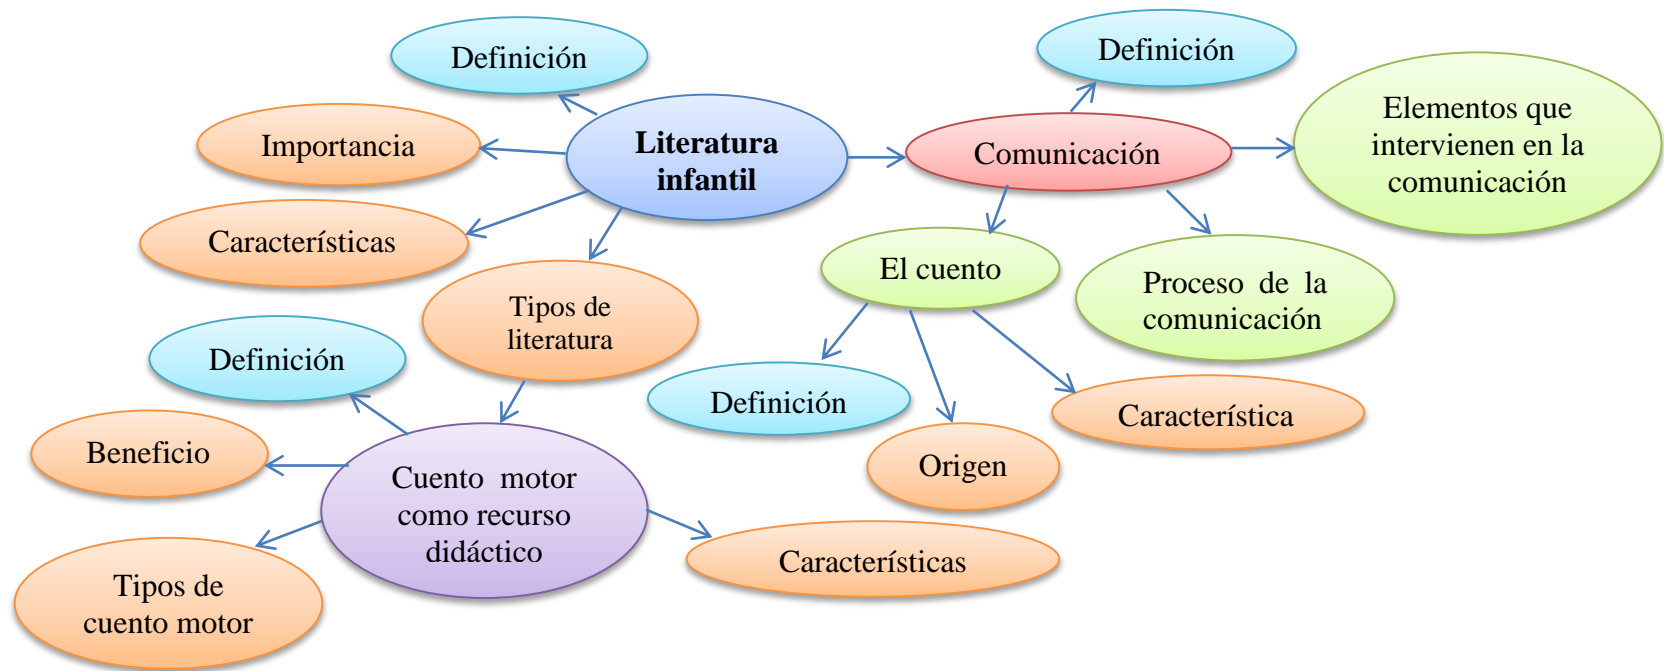 Definición
Definición
Elementos que
intervienen en la
comunicación
Importancia
Literatura
infantil
Comunicación
Características
El cuento
Proceso de la
comunicación
Tipos de
literatura
Definición
Definición
Característica
Beneficio
Origen
Cuento motor
como recurso
didáctico
Características
Tipos de
cuento motor